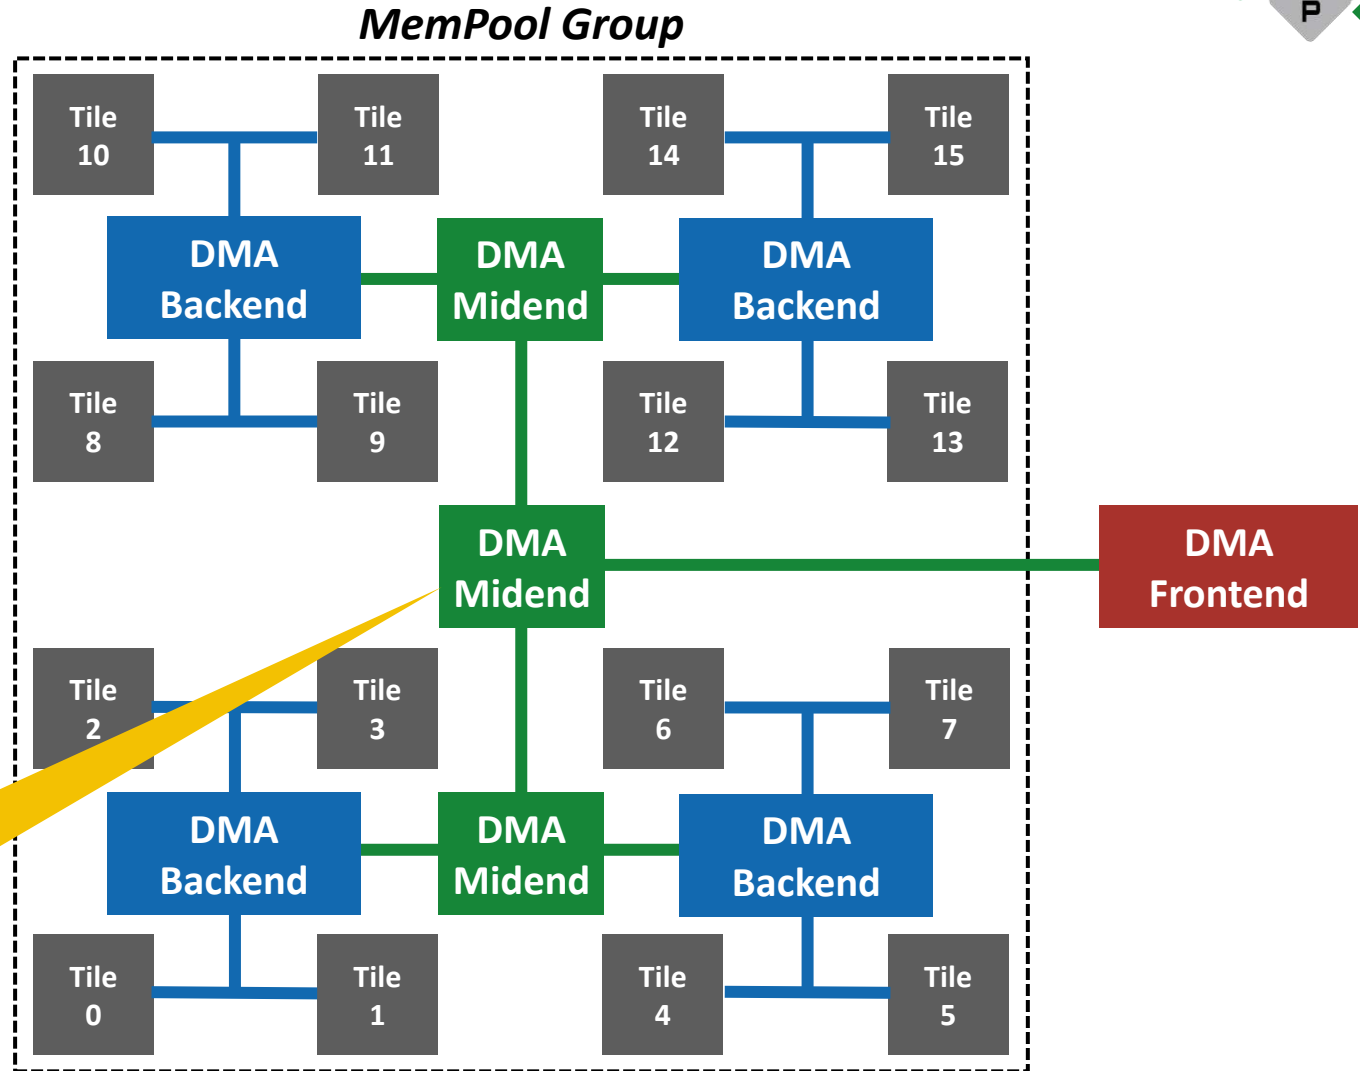 MemPool Group
P
Tile
10
Tile
11
Tile
14
Tile
15
DMA
Backend
DMA
Midend
DMA
Backend
Tile
8
Tile
9
Tile
12
Tile
13
DMA
Midend
DMA
Frontend
Tile
2
Tile
3
Tile
6
Tile
7
DMA
Backend
DMA
Midend
DMA
Backend
Tile
0
Tile
1
Tile
4
Tile
5